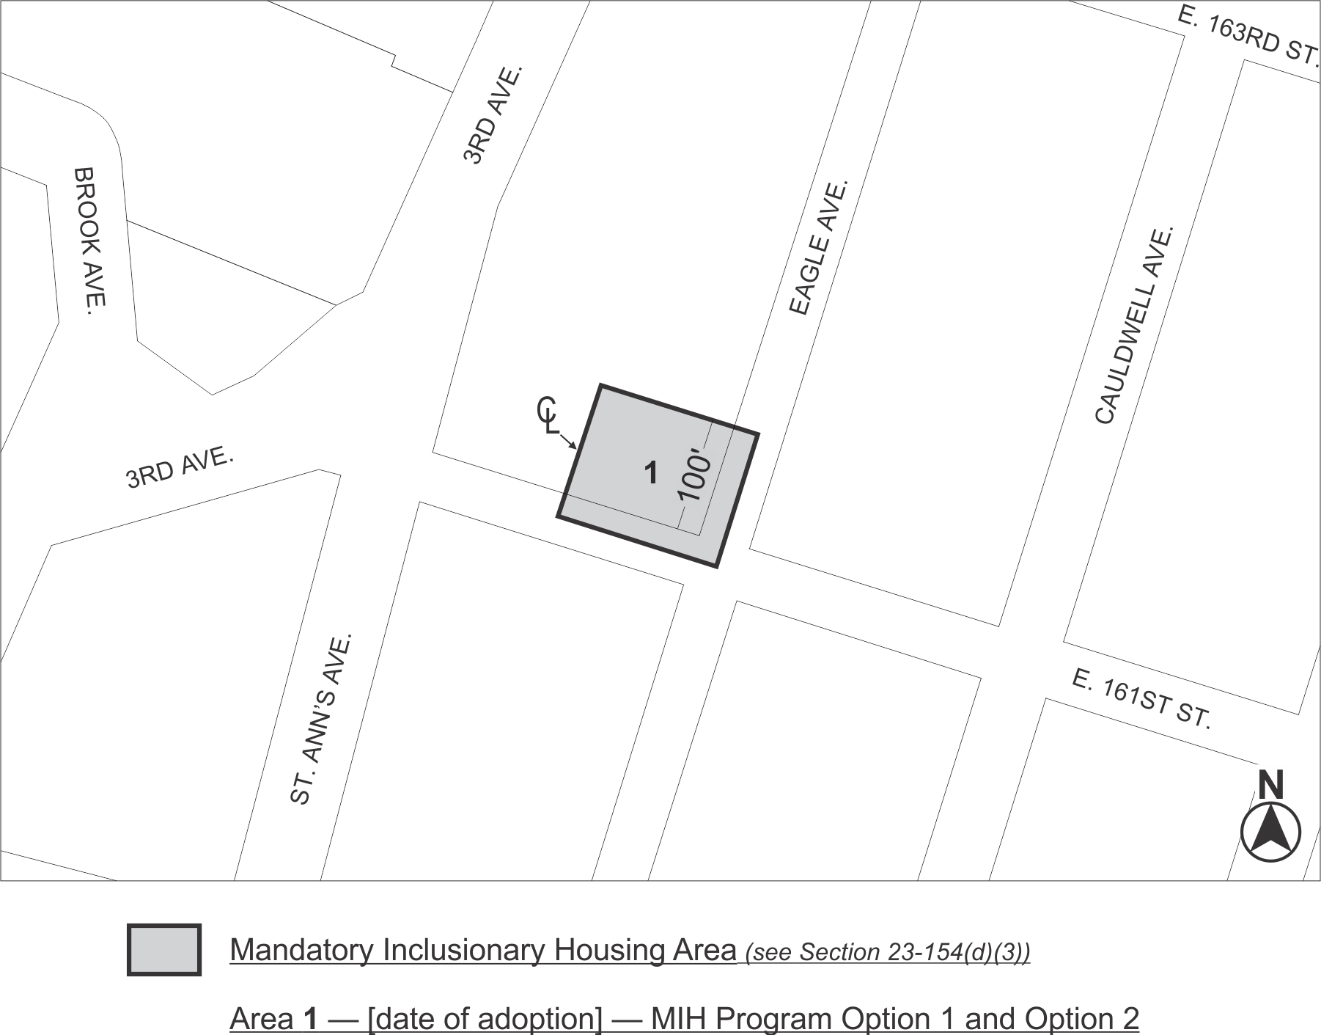 E. 163RD ST.
3RD AVE.
BROOK AVE.
EAGLE AVE.
CAULDWELL AVE.
℄
3RD AVE.
1
100'
ST. ANN'S AVE.
E. 161ST ST.
N
Mandatory Inclusionary Housing Area (see Section 23-154(d)(3))
Area 1 — [date of adoption] — MIH Program Option 1 and Option 2